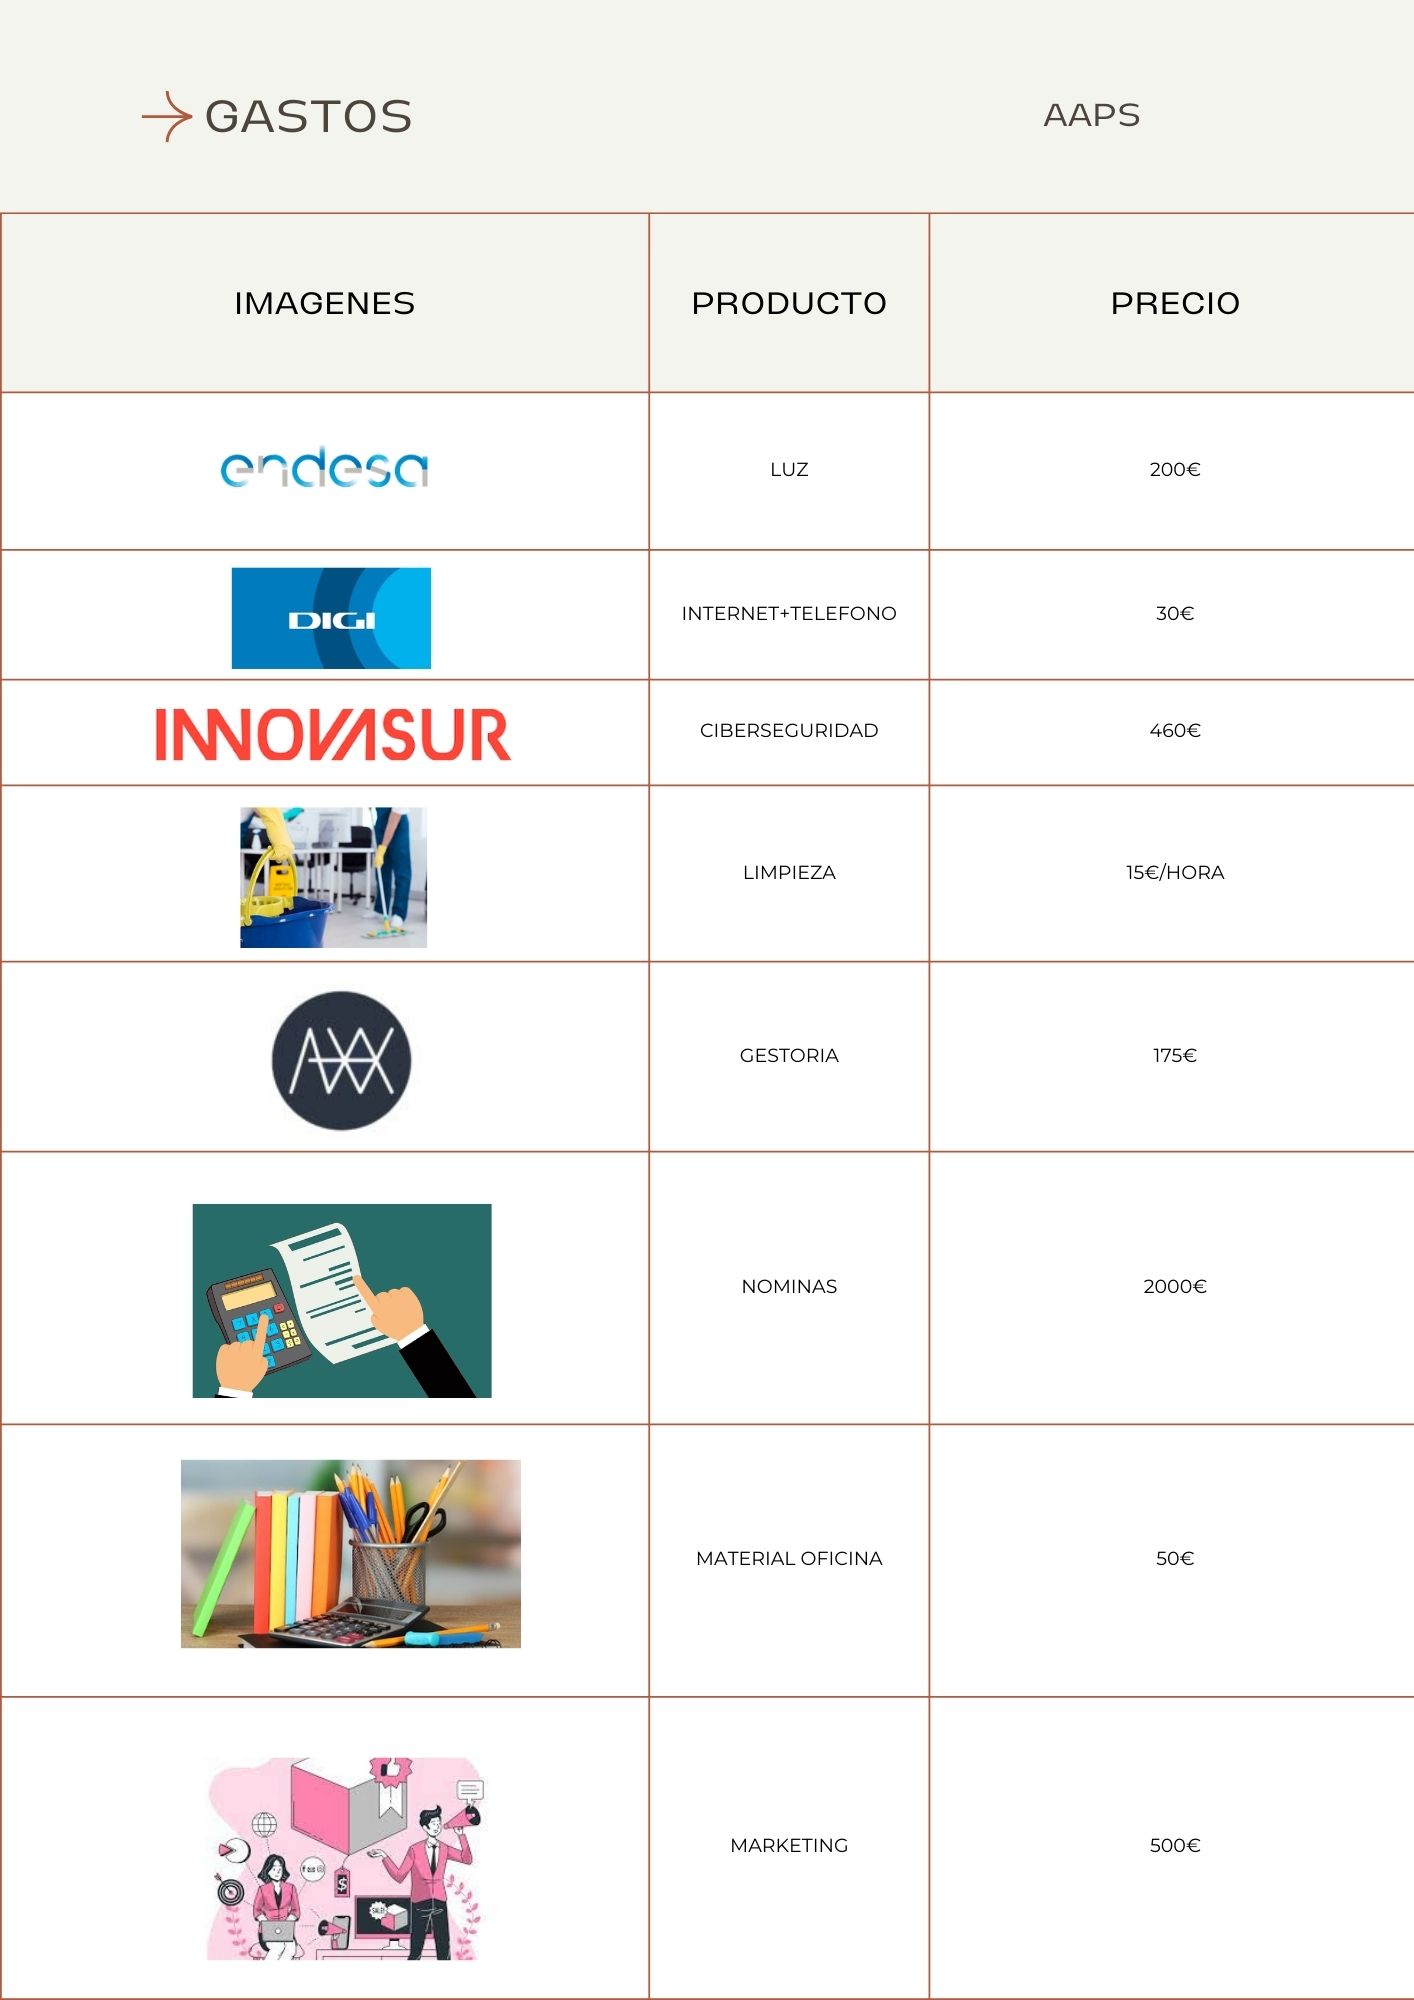 GASTOS
AAPS
IMAGENES
PRODUCTO
PRECIO
endesa
LUZ
200€
DIGI
INTERNET+TELEFONO
30€
INNOVASUR
CIBERSEGURIDAD
460€
LIMPIEZA
15€/HORA
GESTORIA
175€
NOMINAS
2000€
MATERIAL OFICINA
50€
SALE!
MARKETING
500€